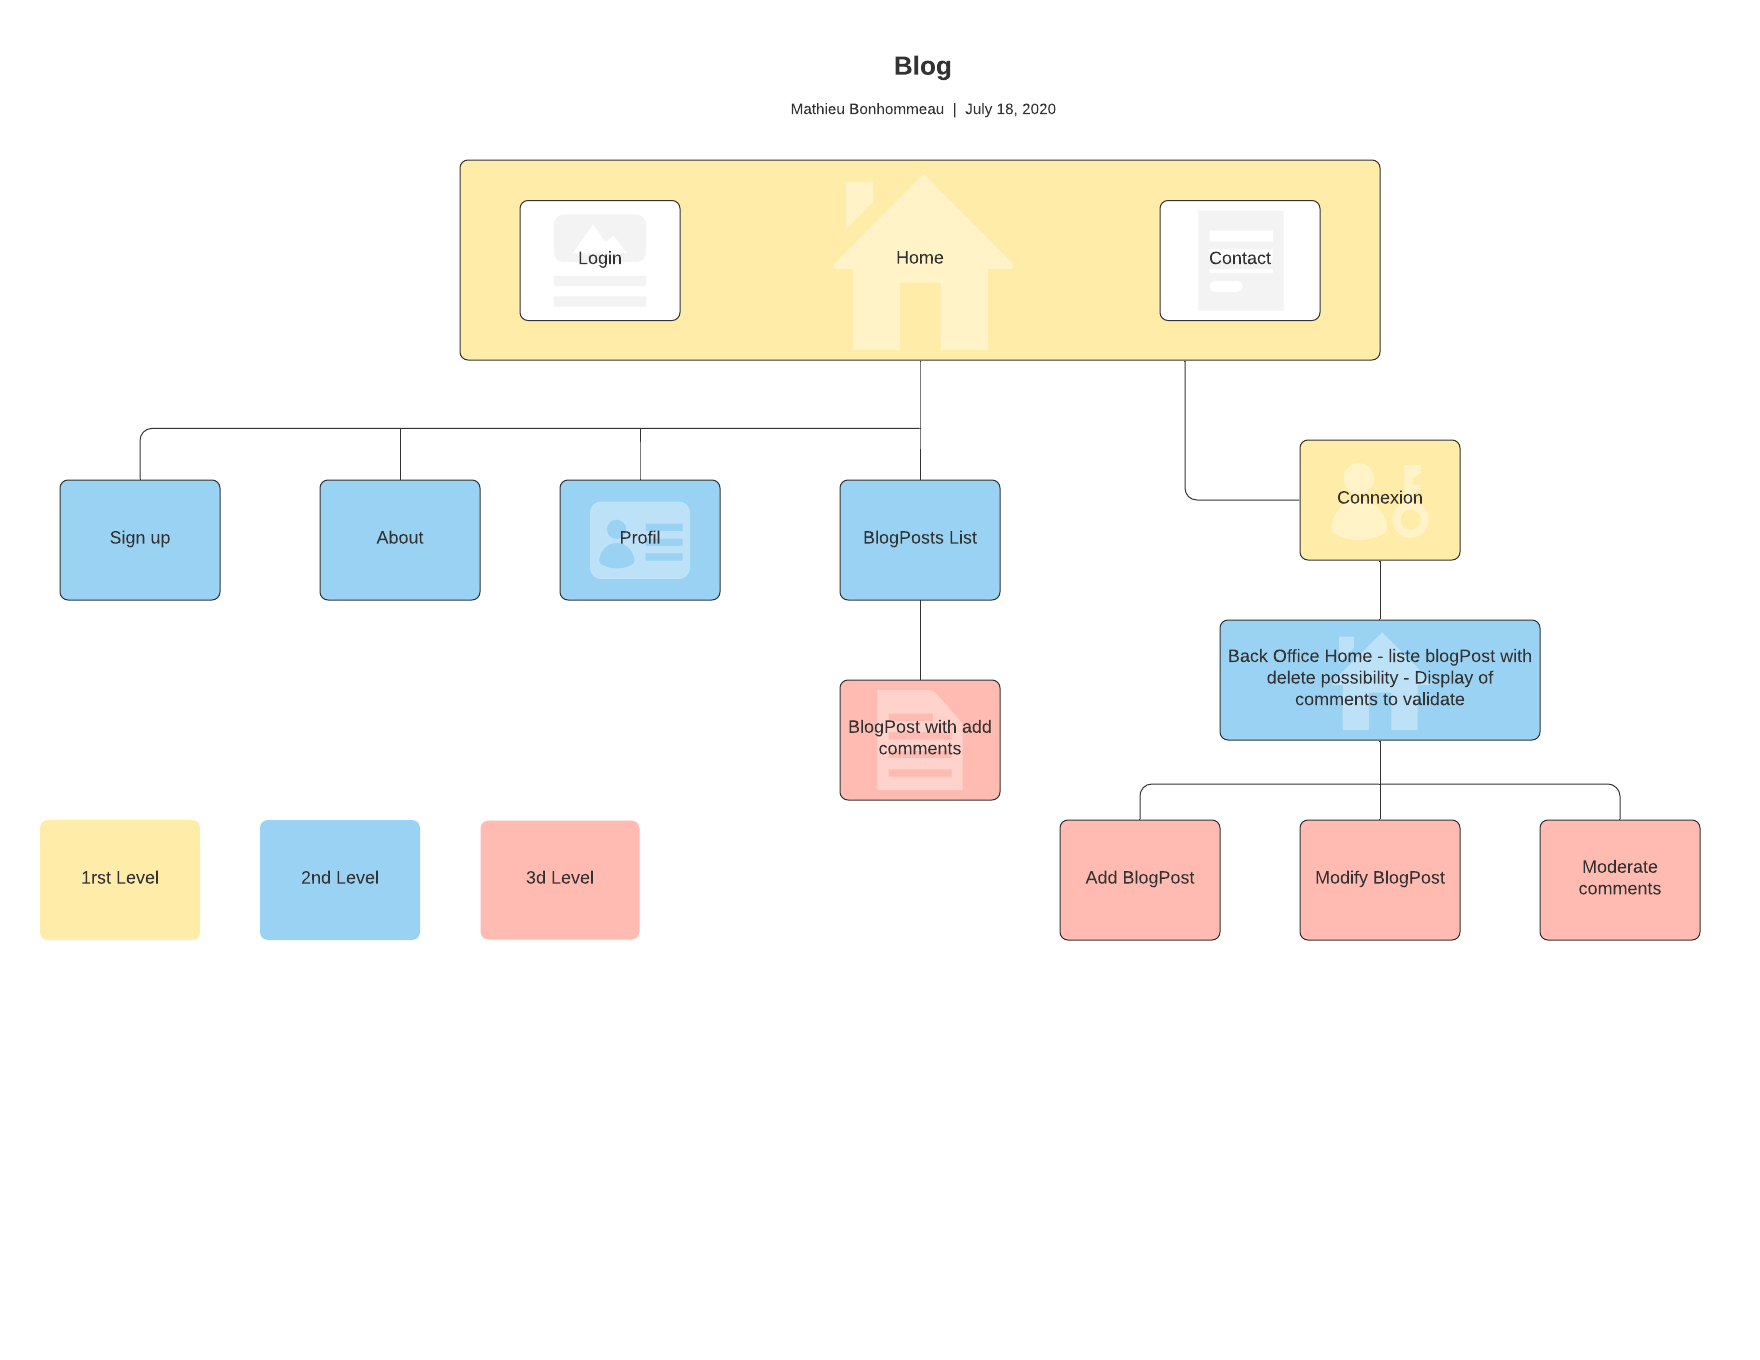 Blog
Mathieu Bonhommeau | July 18, 2020
Login
Home
Contact
Connexion
Sign up
About
Profil
BlogPosts List
Back Office Home - liste blogPost with
delete possibility - Display of
comments to validate
BlogPost with add
comments
1rst Level
2nd Level
3d Level
Add BlogPost
Modify BlogPost
Moderate
comments